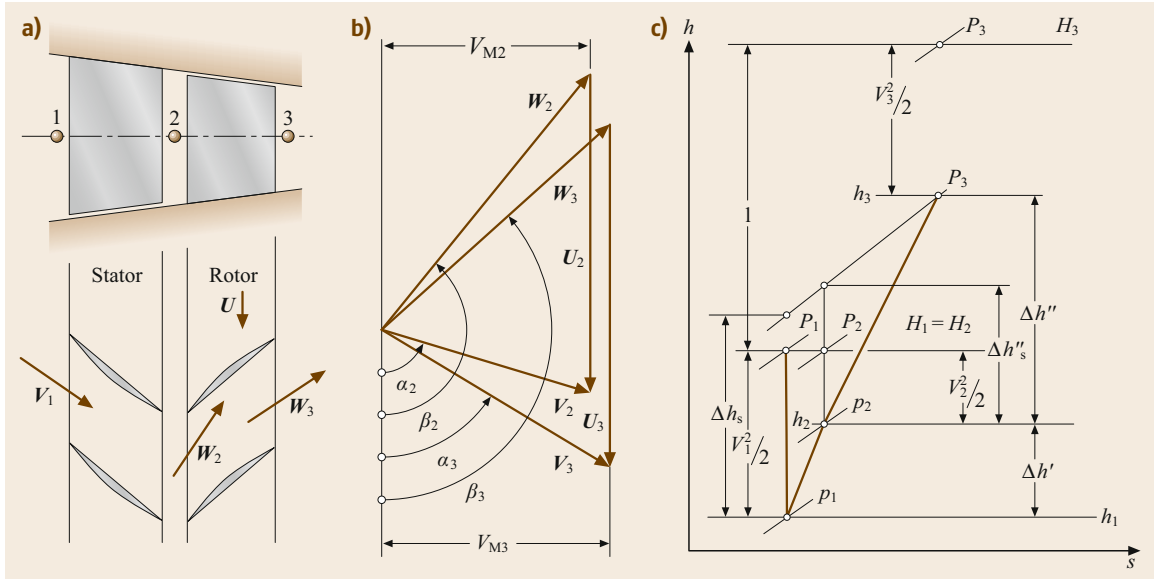 a)
1
2
3
Stator
Rotor
U
V₁
W₂
W₃
b)
V_M2
W₂
W₃
U₂
α₂
V₂
β₂
U₃
α₃
V₃
β₃
V_M3
c)
h
P₃
H₃
V₃²/2
h₃
P₃
1
P₁
P₂
H₁ = H₂
Δh″
Δh″ₛ
V₂²/2
Δhₛ
h₂
p₂
V₁²/2
Δh′
p₁
h₁
s